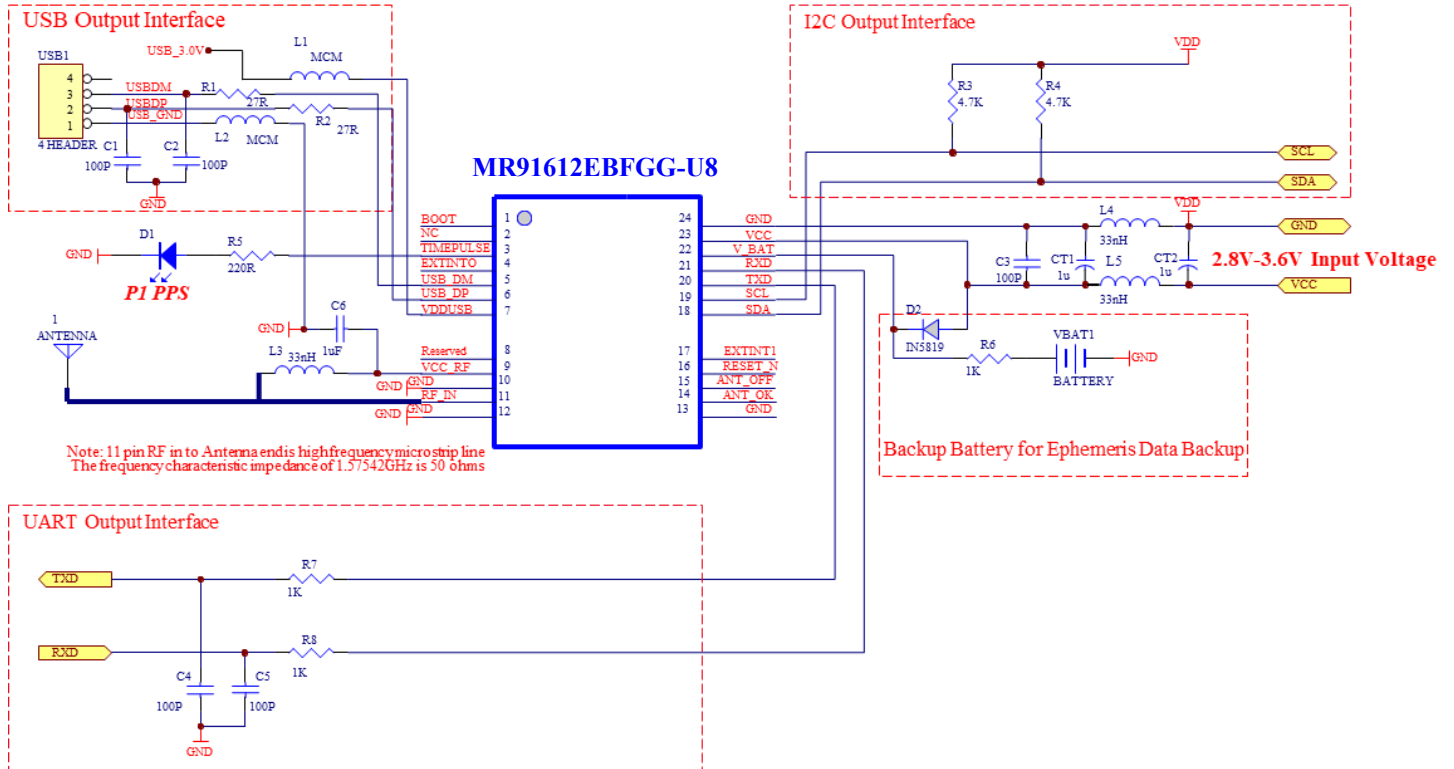 USB Output Interface
USB1
4
3
2
1
4 HEADER
USB_3.0V
USBDM
USBDP
USB_GND
L1
MCM
R1
27R
R2
27R
L2
MCM
C1
100P
C2
100P
GND
I2C Output Interface
VDD
R3
4.7K
R4
4.7K
SCL
SDA
MR91612EBFGG-U8
BOOT
NC
TIMEPULSE
EXTINTO
USB_DM
USB_DP
VDDUSB
Reserved
VCC_RF
GND
RF_IN
GND
1
2
3
4
5
6
7
8
9
10
11
12
24
23
22
21
20
19
18
17
16
15
14
13
GND
VCC
V_BAT
RXD
TXD
SCL
SDA
EXTINT1
RESET_N
ANT_OFF
ANT_OK
GND
GND
D1
R5
220R
P1 PPS
1
ANTENNA
GND
C6
1uF
L3
33nH
GND
GND
C3
100P
CT1
1u
L4
33nH
L5
33nH
VDD
CT2
1u
GND
2.8V-3.6V Input Voltage
VCC
D2
IN5819
R6
1K
VBAT1
BATTERY
GND
Backup Battery for Ephemeris Data Backup
Note: 11 pin RF in to Antenna end is high frequency microstrip line
The frequency characteristic impedance of 1.57542GHz is 50 ohms
UART Output Interface
TXD
R7
1K
RXD
R8
1K
C4
100P
C5
100P
GND